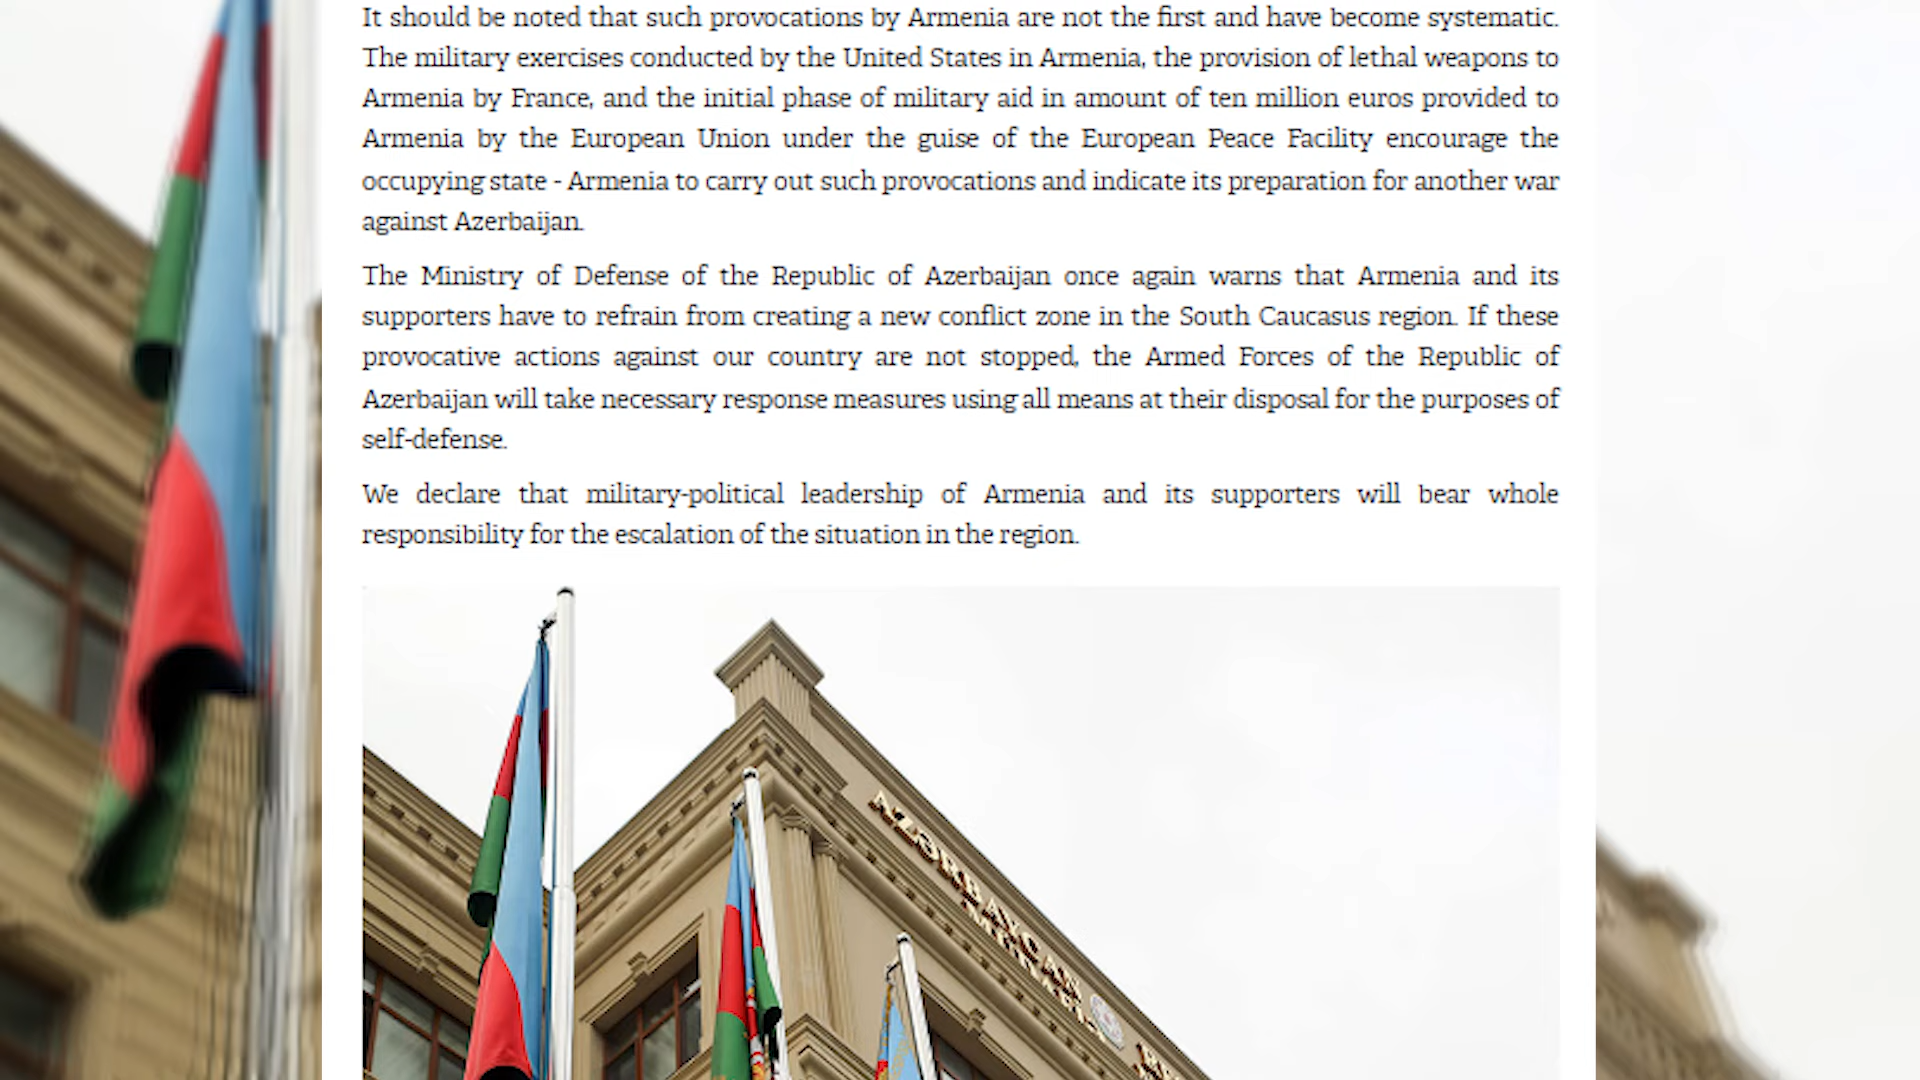 It should be noted that such provocations by Armenia are not the first and have become systematic.
The military exercises conducted by the United States in Armenia, the provision of lethal weapons to
Armenia by France, and the initial phase of military aid in amount of ten million euros provided to
Armenia by the European Union under the guise of the European Peace Facility encourage the
occupying state - Armenia to carry out such provocations and indicate its preparation for another war
against Azerbaijan.
The Ministry of Defense of the Republic of Azerbaijan once again warns that Armenia and its
supporters have to refrain from creating a new conflict zone in the South Caucasus region. If these
provocative actions against our country are not stopped, the Armed Forces of the Republic of
Azerbaijan will take necessary response measures using all means at their disposal for the purposes of
self-defense.
We declare that military-political leadership of Armenia and its supporters will bear whole
responsibility for the escalation of the situation in the region.
AZƏRBAYCAN